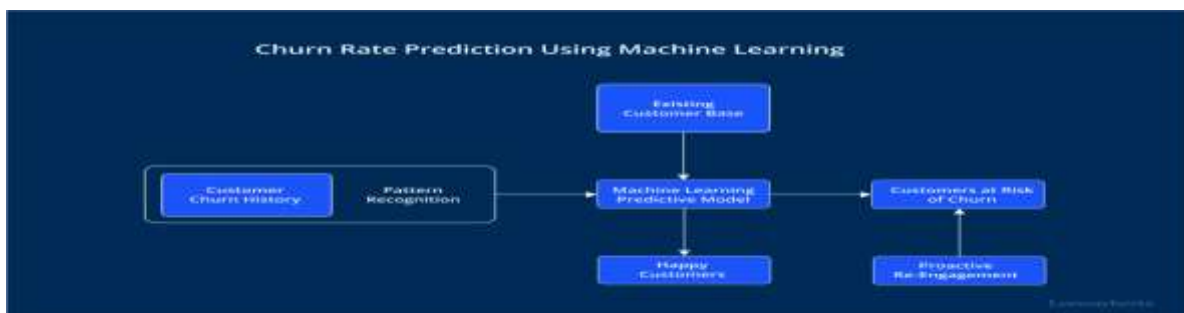 Churn Rate Prediction Using Machine Learning
Existing
Customer Base
Customer
Churn History
Pattern
Recognition
Machine Learning
Predictive Model
Customers at Risk
of Churn
Happy
Customers
Proactive
Re-Engagement